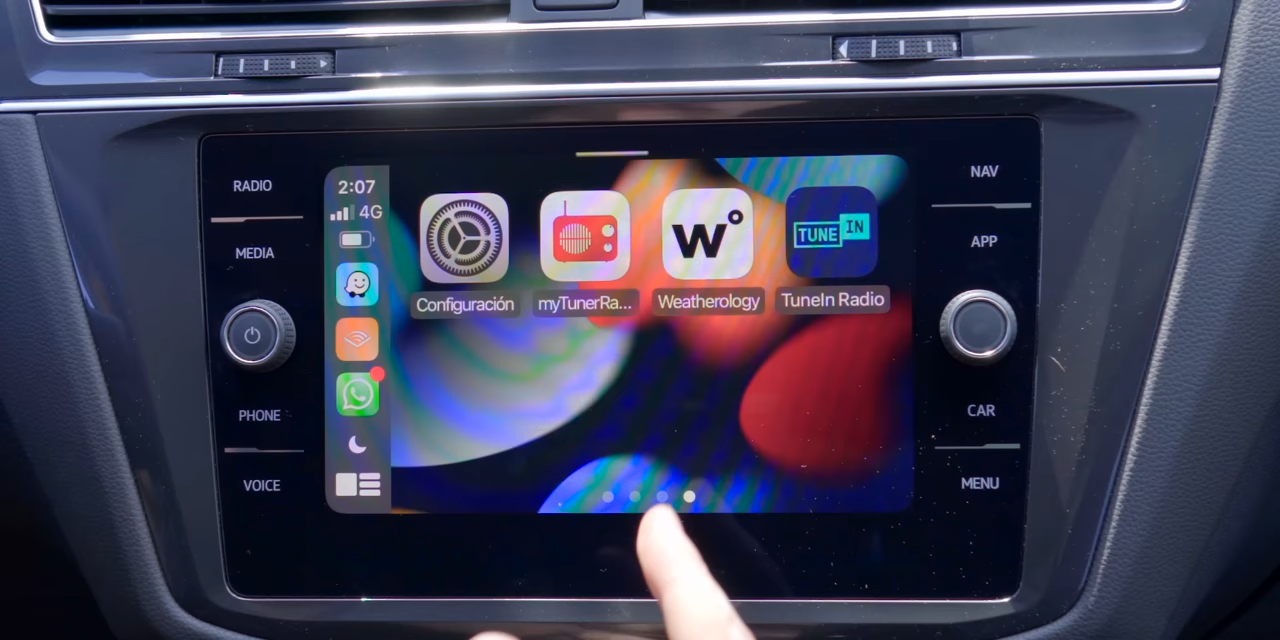 RADIO
MEDIA
PHONE
VOICE
2:07
4G
Configuración
myTunerRa...
W°
Weatherology
TUNE IN
TuneIn Radio
NAV
APP
CAR
MENU